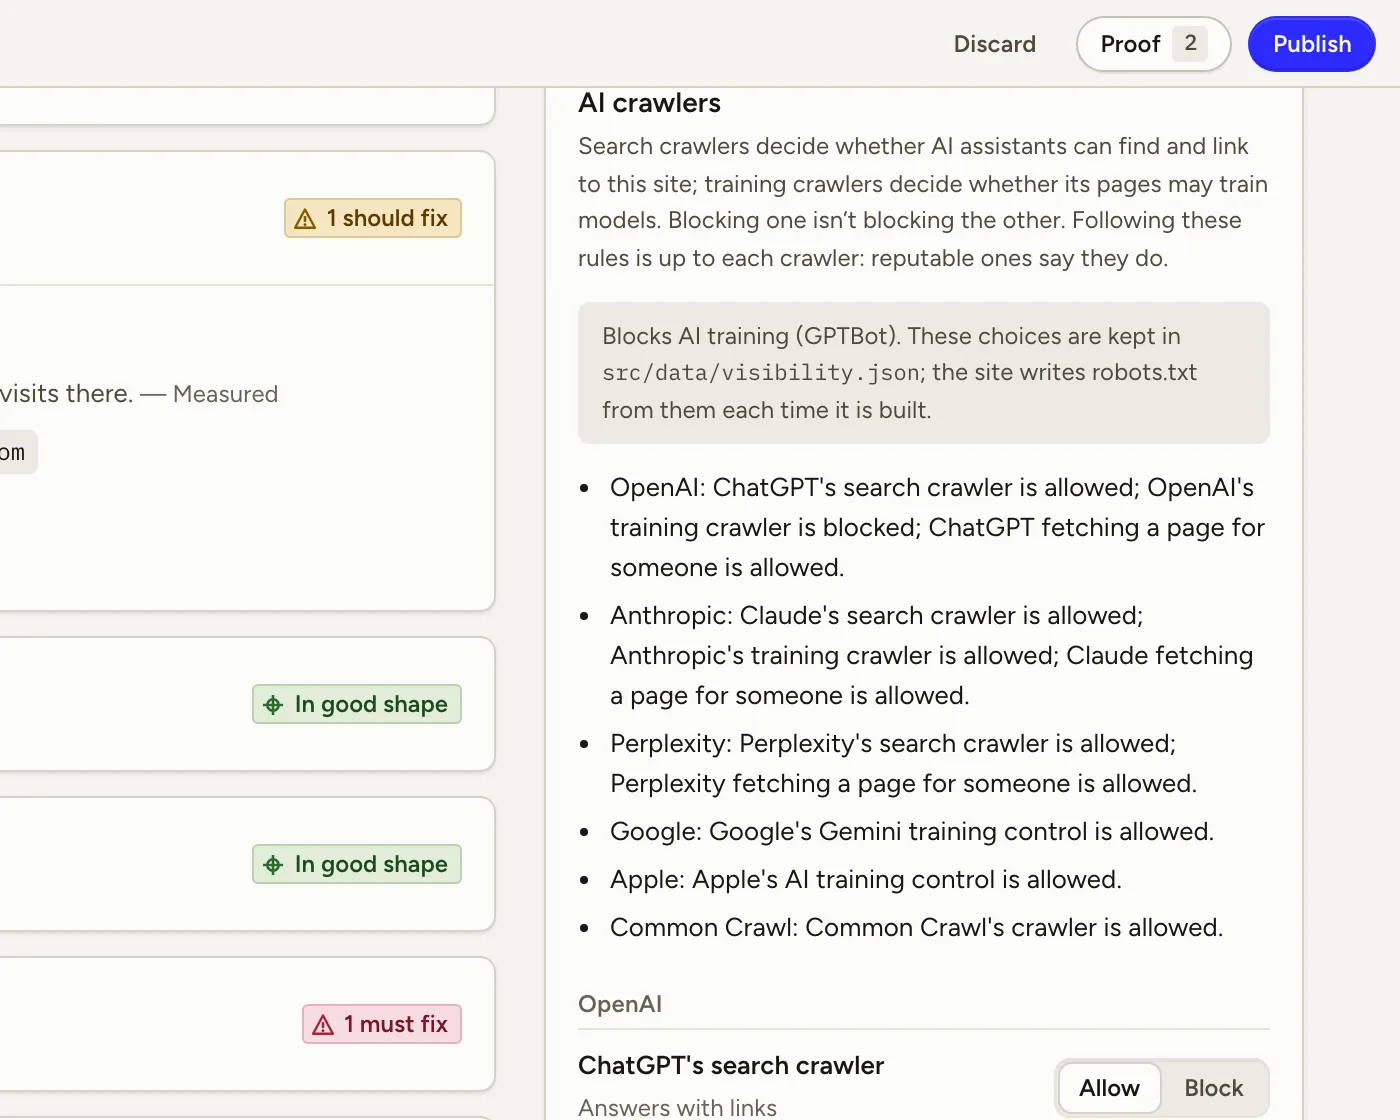 Discard
Proof 2
Publish
1 should fix
visits there. — Measured
om
In good shape
In good shape
1 must fix
AI crawlers
Search crawlers decide whether AI assistants can find and link
to this site; training crawlers decide whether its pages may train
models. Blocking one isn’t blocking the other. Following these
rules is up to each crawler: reputable ones say they do.
Blocks AI training (GPTBot). These choices are kept in
src/data/visibility.json; the site writes robots.txt
from them each time it is built.
• OpenAI: ChatGPT's search crawler is allowed; OpenAI's
training crawler is blocked; ChatGPT fetching a page for
someone is allowed.
• Anthropic: Claude's search crawler is allowed;
Anthropic's training crawler is allowed; Claude fetching
a page for someone is allowed.
• Perplexity: Perplexity's search crawler is allowed;
Perplexity fetching a page for someone is allowed.
• Google: Google's Gemini training control is allowed.
• Apple: Apple's AI training control is allowed.
• Common Crawl: Common Crawl's crawler is allowed.
OpenAI
ChatGPT's search crawler
Answers with links
Allow
Block